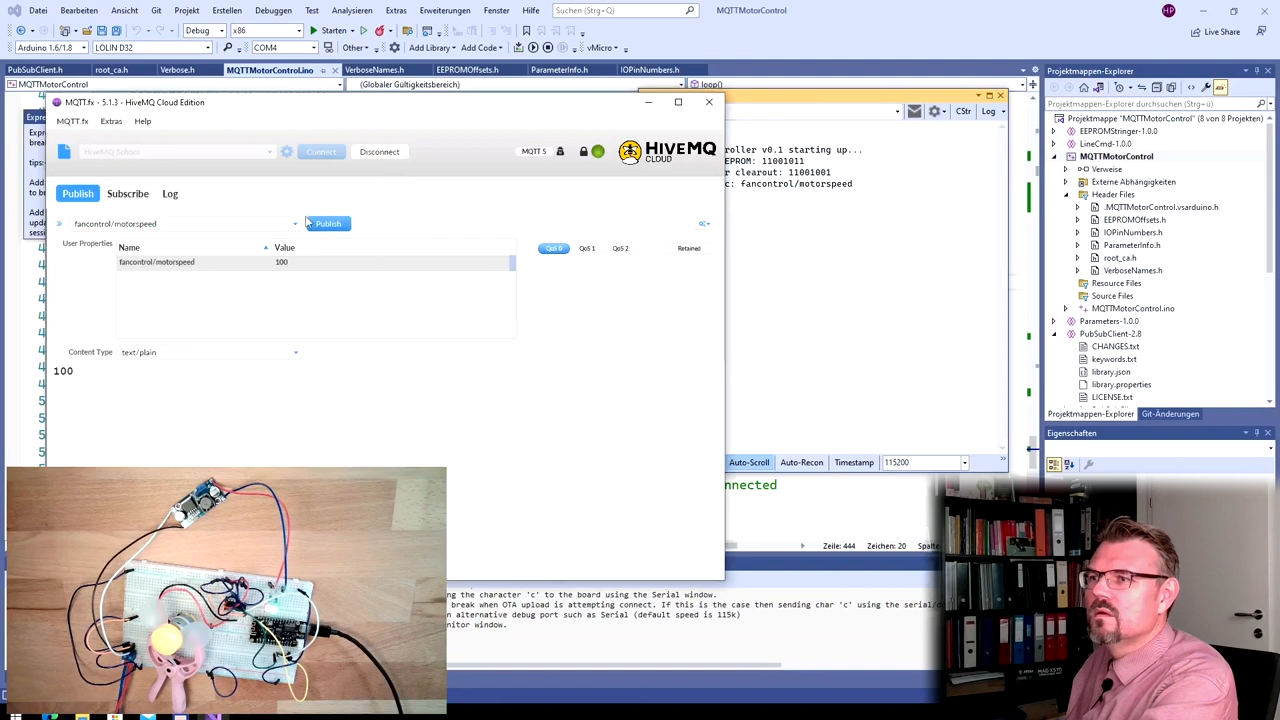 Datei Bearbeiten Ansicht Git Projekt Erstellen Debuggen Test Analysieren Extras Erweiterungen Fenster Hilfe Suchen (Strg+Q) MQTTMotorControl HP
Debug x86 Starten Live Share
Arduino 1.6/1.8 LOLIN D32 COM4 Other Add Library Add Code vMicro
PubSubClient.h root_ca.h Verbose.h MQTTMotorControl.ino VerboseNames.h EEPROMOffsets.h ParameterInfo.h IOPinNumbers.h
MQTTMotorControl (Globaler Gültigkeitsbereich) loop()
MQTT.fx - 5.1.3 - HiveMQ Cloud Edition
MQTT.fx Extras Help
HiveMQ School Connect Disconnect MQTT 5 HIVEMQ CLOUD
Publish Subscribe Log
fancontrol/motorspeed Publish
User Properties Name Value
fancontrol/motorspeed 100
QoS 0 QoS 1 QoS 2 Retained
Content Type text/plain
100
CStr Log
roller v0.1 starting up...
EEPROM: 11001011
r clearout: 11001001
c: fancontrol/motorspeed
Auto-Scroll Auto-Recon Timestamp 115200
nnected
Zeile: 444 Zeichen: 20 Spalte
ng the character 'c' to the board using the Serial window.
break when OTA upload is attempting connect. If this is the case then sending char 'c' using the serial/de
n alternative debug port such as Serial (default speed is 115k)
nitor window.
Projektmappen-Explorer
Projektmappen-Explorer durchsuchen (Strg+ü)
Projektmappe "MQTTMotorControl" (8 von 8 Projekten)
EEPROMStringer-1.0.0
LineCmd-1.0.0
MQTTMotorControl
Verweise
Externe Abhängigkeiten
Header Files
.MQTTMotorControl.vsarduino.h
EEPROMOffsets.h
IOPinNumbers.h
ParameterInfo.h
root_ca.h
VerboseNames.h
Resource Files
Source Files
MQTTMotorControl.ino
Parameters-1.0.0
PubSubClient-2.8
CHANGES.txt
keywords.txt
library.json
library.properties
LICENSE.txt
Projektmappen-Explorer Git-Änderungen
Eigenschaften